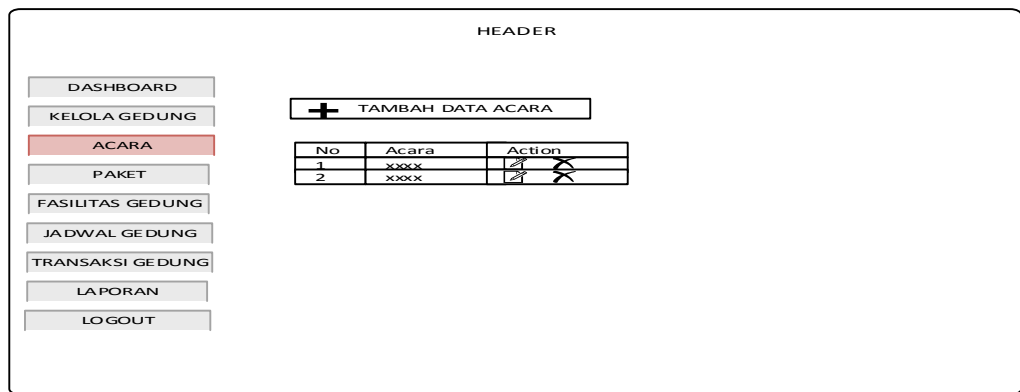 HEADER
DASHBOARD
KELOLA GEDUNG
ACARA
PAKET
FASILITAS GEDUNG
JADWAL GEDUNG
TRANSAKSI GEDUNG
LAPORAN
LOGOUT
TAMBAH DATA ACARA
No Acara Action
1 xxxx
2 xxxx